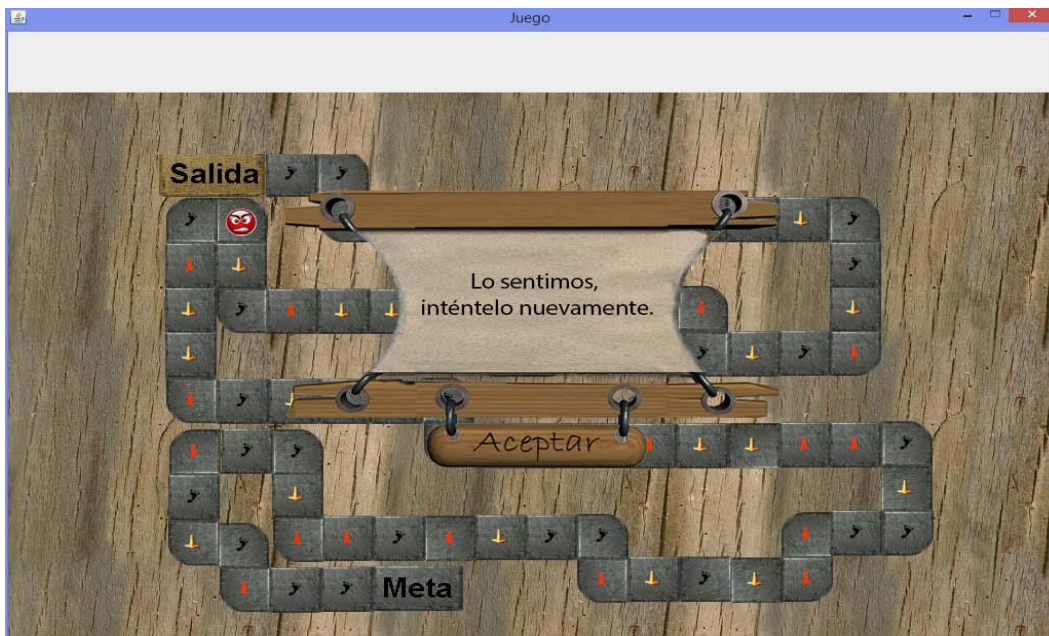 Juego
Salida
Lo sentimos,
inténtelo nuevamente.
Aceptar
Meta